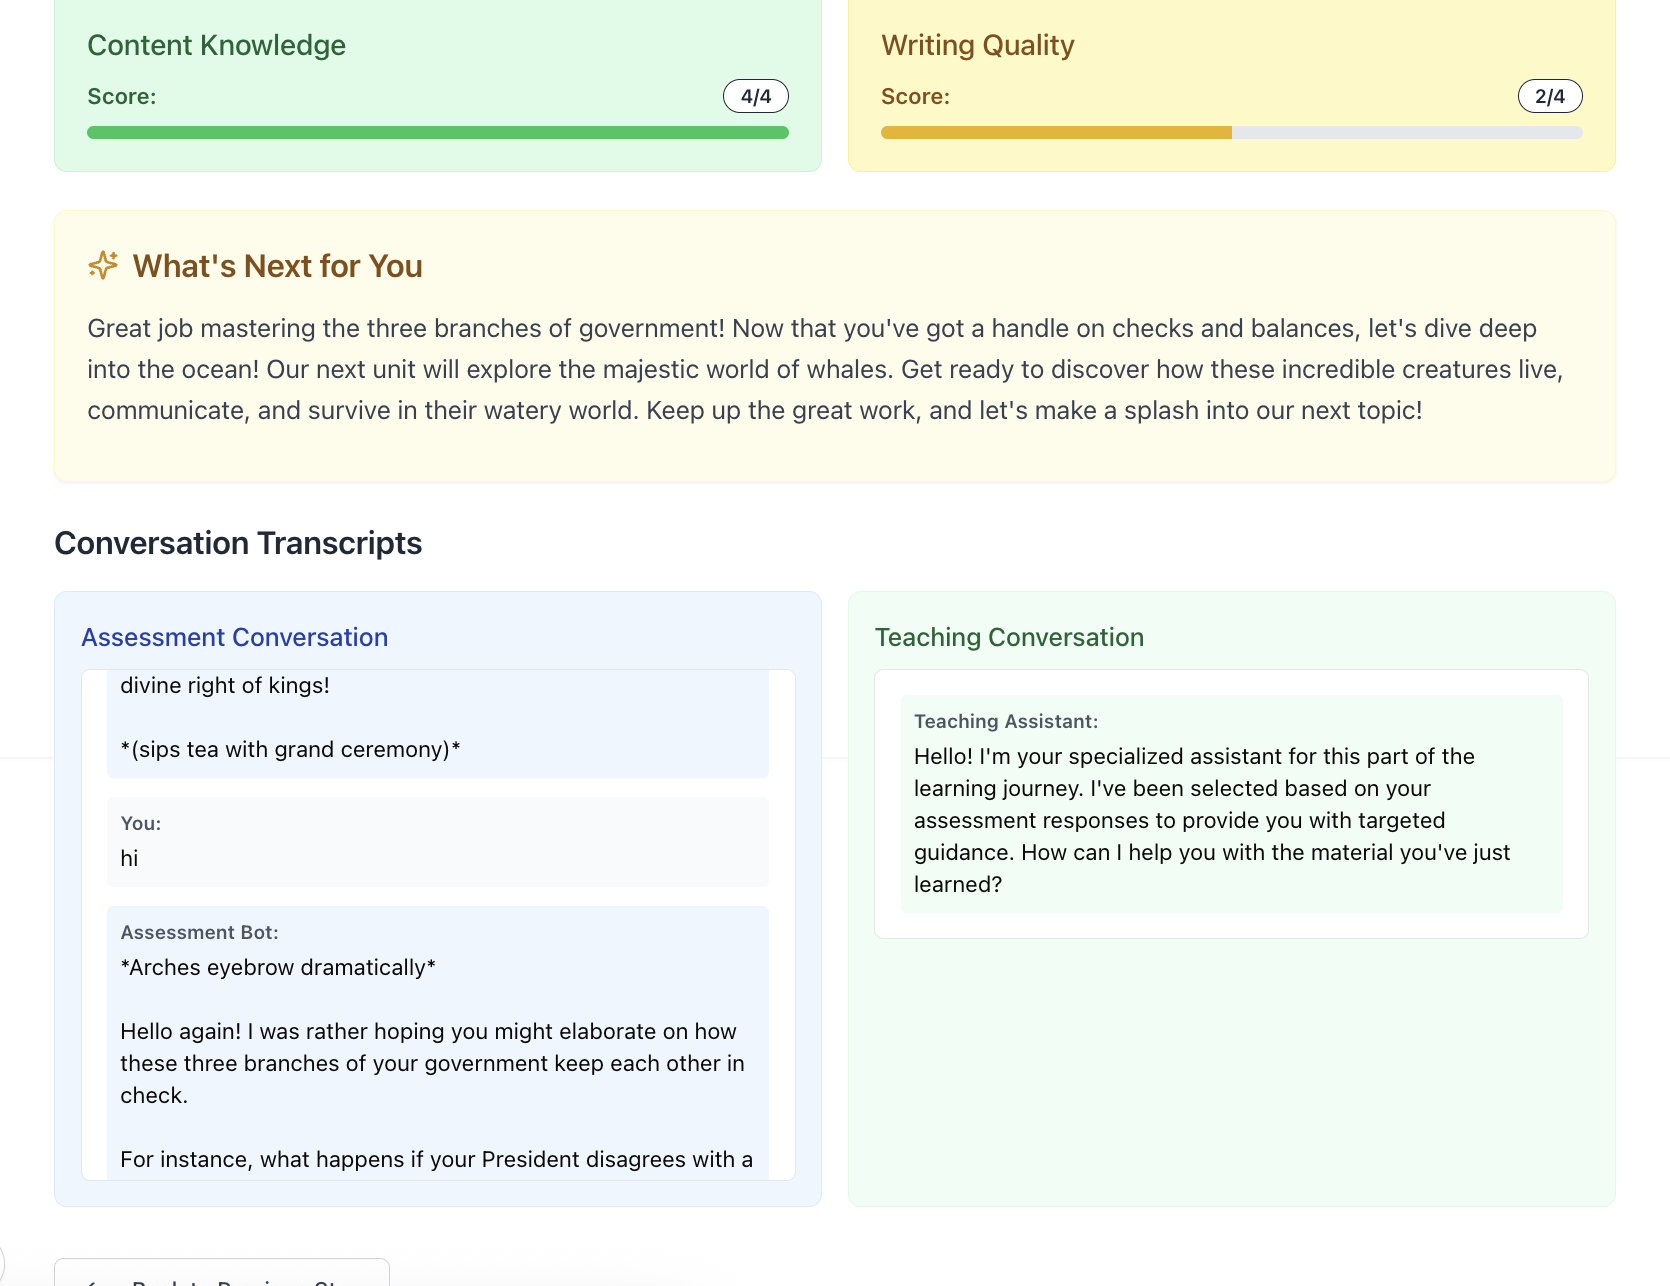 Content Knowledge
Score:
4/4
Writing Quality
Score:
2/4
What's Next for You
Great job mastering the three branches of government! Now that you've got a handle on checks and balances, let's dive deep
into the ocean! Our next unit will explore the majestic world of whales. Get ready to discover how these incredible creatures live,
communicate, and survive in their watery world. Keep up the great work, and let's make a splash into our next topic!
Conversation Transcripts
Assessment Conversation
divine right of kings!
*(sips tea with grand ceremony)*
You:
hi
Assessment Bot:
*Arches eyebrow dramatically*
Hello again! I was rather hoping you might elaborate on how
these three branches of your government keep each other in
check.
For instance, what happens if your President disagrees with a
Teaching Conversation
Teaching Assistant:
Hello! I'm your specialized assistant for this part of the
learning journey. I've been selected based on your
assessment responses to provide you with targeted
guidance. How can I help you with the material you've just
learned?